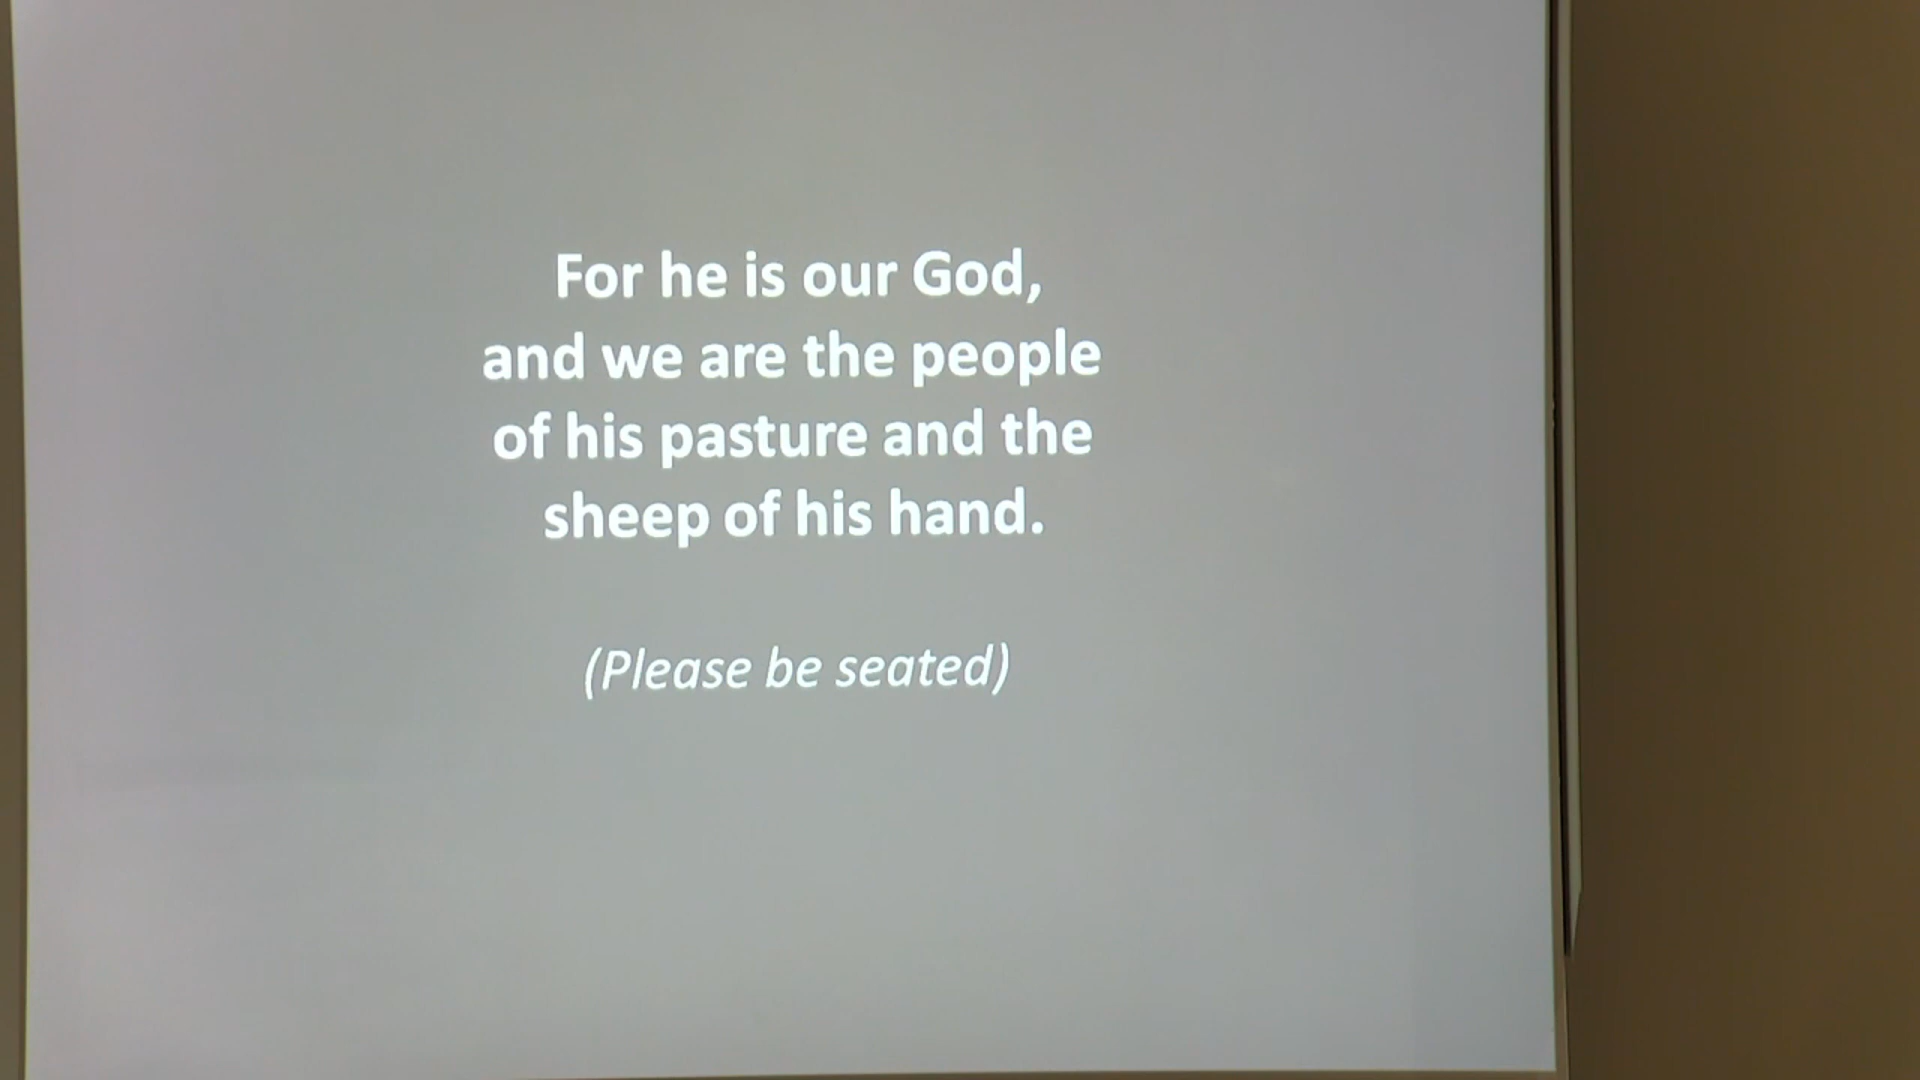 For he is our God,
and we are the people
of his pasture and the
sheep of his hand.
(Please be seated)